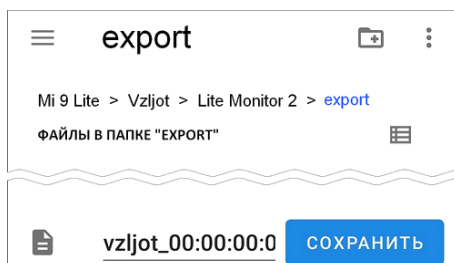 export
Mi 9 Lite > Vzljot > Lite Monitor 2 > export
ФАЙЛЫ В ПАПКЕ "EXPORT"
vzljot_00:00:00:0 СОХРАНИТЬ